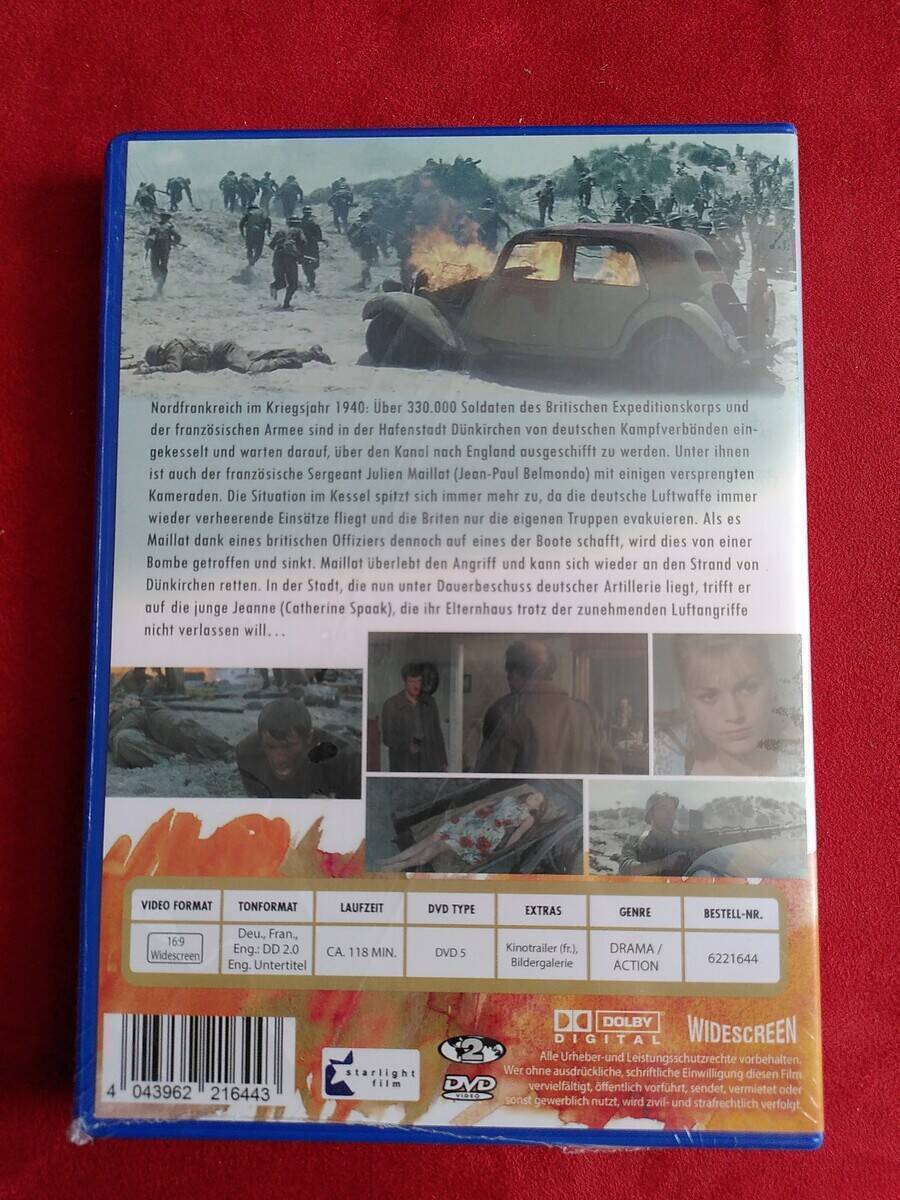 Nordfrankreich im Kriegsjahr 1940: Über 330.000 Soldaten des Britischen Expeditionskorps und
der französischen Armee sind in der Hafenstadt Dünkirchen von deutschen Kampfverbänden ein-
gekesselt und warten darauf, über den Kanal nach England ausgeschifft zu werden. Unter ihnen
ist auch der französische Sergeant Julien Maillat (Jean-Paul Belmondo) mit einigen versprengten
Kameraden. Die Situation im Kessel spitzt sich immer mehr zu, da die deutsche Luftwaffe immer
wieder verheerende Einsätze fliegt und die Briten nur die eigenen Truppen evakuieren. Als es
Maillat dank eines britischen Offiziers dennoch auf eines der Boote schafft, wird dies von einer
Bombe getroffen und sinkt. Maillat überlebt den Angriff und kann sich wieder an den Strand von
Dünkirchen retten. In der Stadt, die nun unter Dauerbeschuss deutscher Artillerie liegt, trifft er
auf die junge Jeanne (Catherine Spaak), die ihr Elternhaus trotz der zunehmenden Luftangriffe
nicht verlassen will...
VIDEO FORMAT TONFORMAT LAUFZEIT DVD TYPE EXTRAS GENRE BESTELL-NR.
16:9
Widescreen
Deu., Fran.,
Eng.: DD 2.0
Eng. Untertitel
CA. 118 MIN.
DVD 5
Kinotrailer (fr.),
Bildergalerie
DRAMA /
ACTION
6221644
DOLBY
DIGITAL
WIDESCREEN
Alle Urheber-und Leistungsschutzrechte vorbehalten.
Wer ohne ausdrückliche, schriftliche Einwilligung diesen Film
vervielfältigt, öffentlich vorführt, sendet, vermietet oder
sonst gewerblich nutzt, wird zivil- und strafrechtlich verfolgt.
2
DVD
VIDEO
starlight
film
4 043962 216443